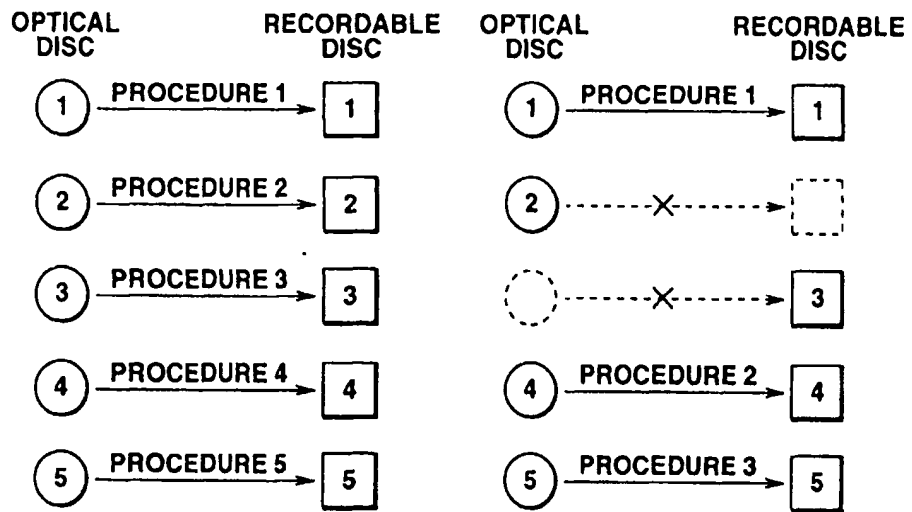 OPTICAL DISC RECORDABLE DISC
1 PROCEDURE 1 1
2 PROCEDURE 2 2
3 PROCEDURE 3 3
4 PROCEDURE 4 4
5 PROCEDURE 5 5
OPTICAL DISC RECORDABLE DISC
1 PROCEDURE 1 1
2
3
4 PROCEDURE 2 4
5 PROCEDURE 3 5